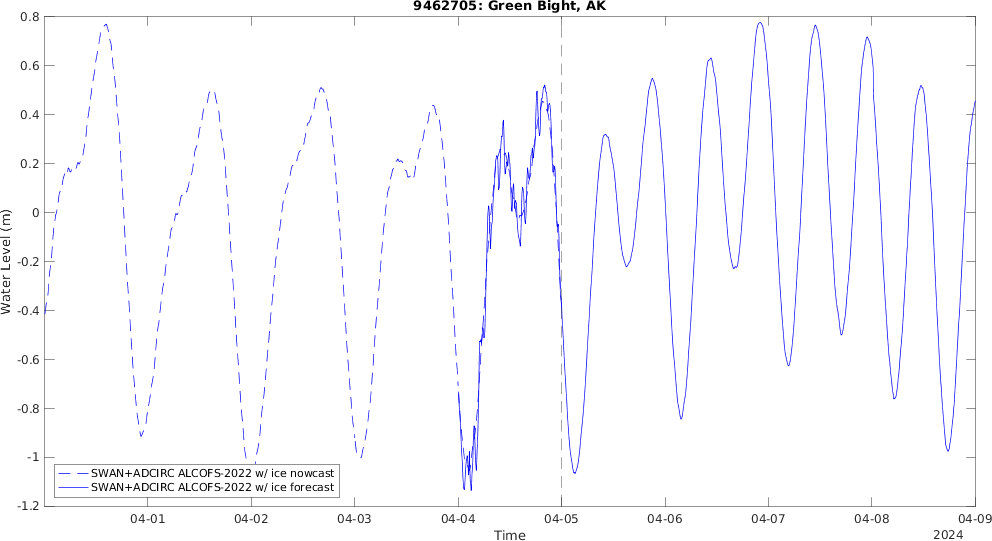 9462705: Green Bight, AK
0.8
0.6
0.4
0.2
0
-0.2
-0.4
-0.6
-0.8
-1
-1.2
Water Level (m)
SWAN+ADCIRC ALCOFS-2022 w/ ice nowcast
SWAN+ADCIRC ALCOFS-2022 w/ ice forecast
04-01 04-02 04-03 04-04 04-05 04-06 04-07 04-08 04-09
Time
2024